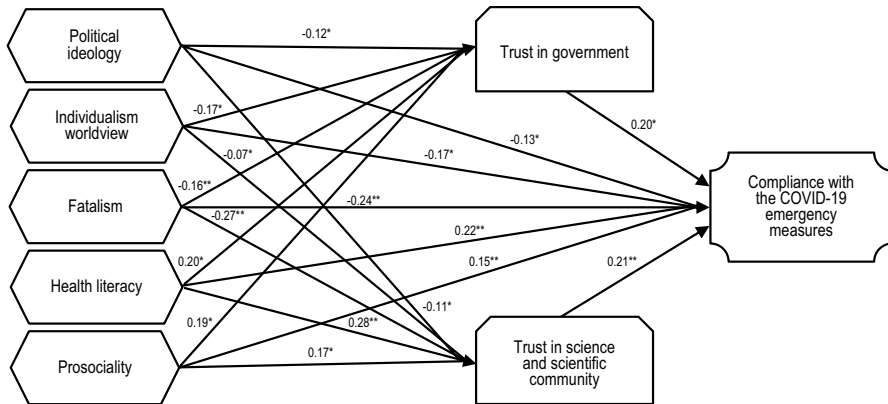 Political
ideology
-0.12*
Trust in government
Individualism
worldview
-0.17*
-0.07*
-0.13*
0.20*
-0.17*
Fatalism
-0.16**
-0.27**
-0.24**
Compliance with
the COVID-19
emergency
measures
Health literacy
0.20*
0.22**
0.15**
0.21**
-0.11*
Prosociality
0.19*
0.28**
0.17*
Trust in science
and scientific
community